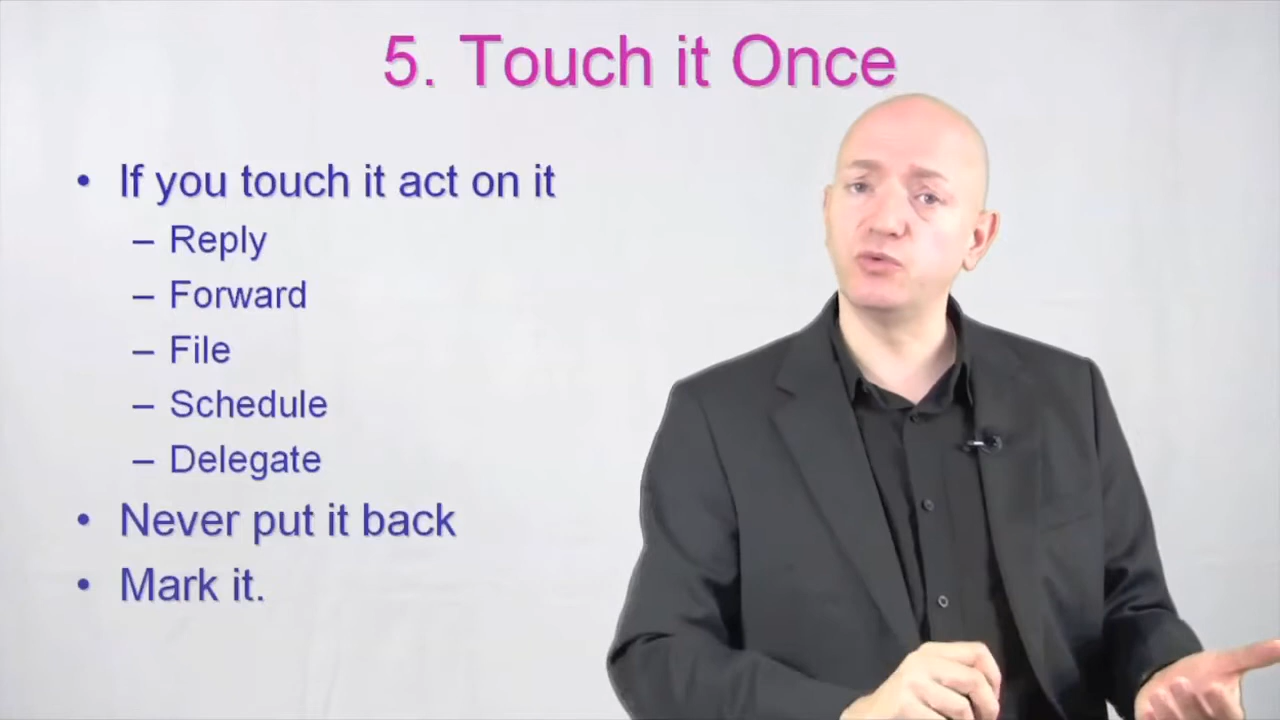 5. Touch it Once
• If you touch it act on it
– Reply
– Forward
– File
– Schedule
– Delegate
• Never put it back
• Mark it.